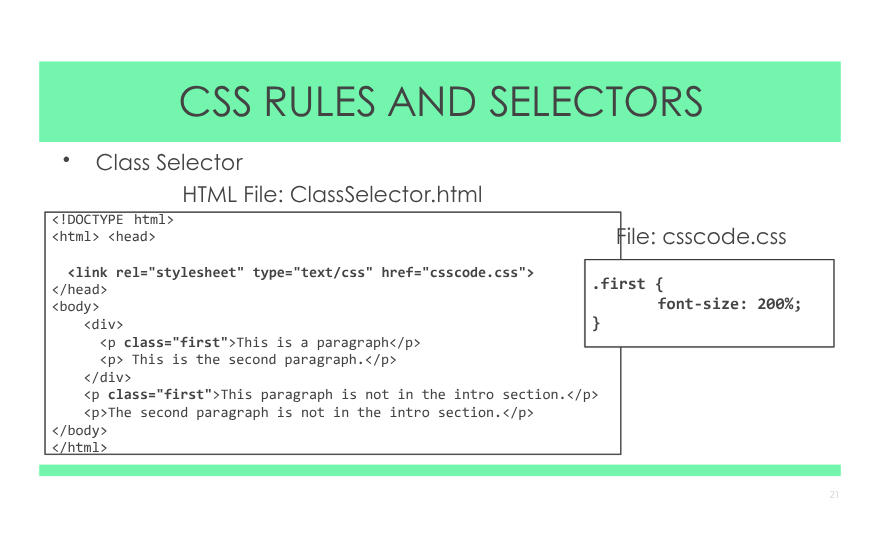 CSS RULES AND SELECTORS
• Class Selector
HTML File: ClassSelector.html
<!DOCTYPE html>
<html> <head>
<link rel="stylesheet" type="text/css" href="csscode.css">
</head>
<body>
<div>
<p class="first">This is a paragraph</p>
<p> This is the second paragraph.</p>
</div>
<p class="first">This paragraph is not in the intro section.</p>
<p>The second paragraph is not in the intro section.</p>
</body>
</html>
File: csscode.css
.first {
font-size: 200%;
}
21